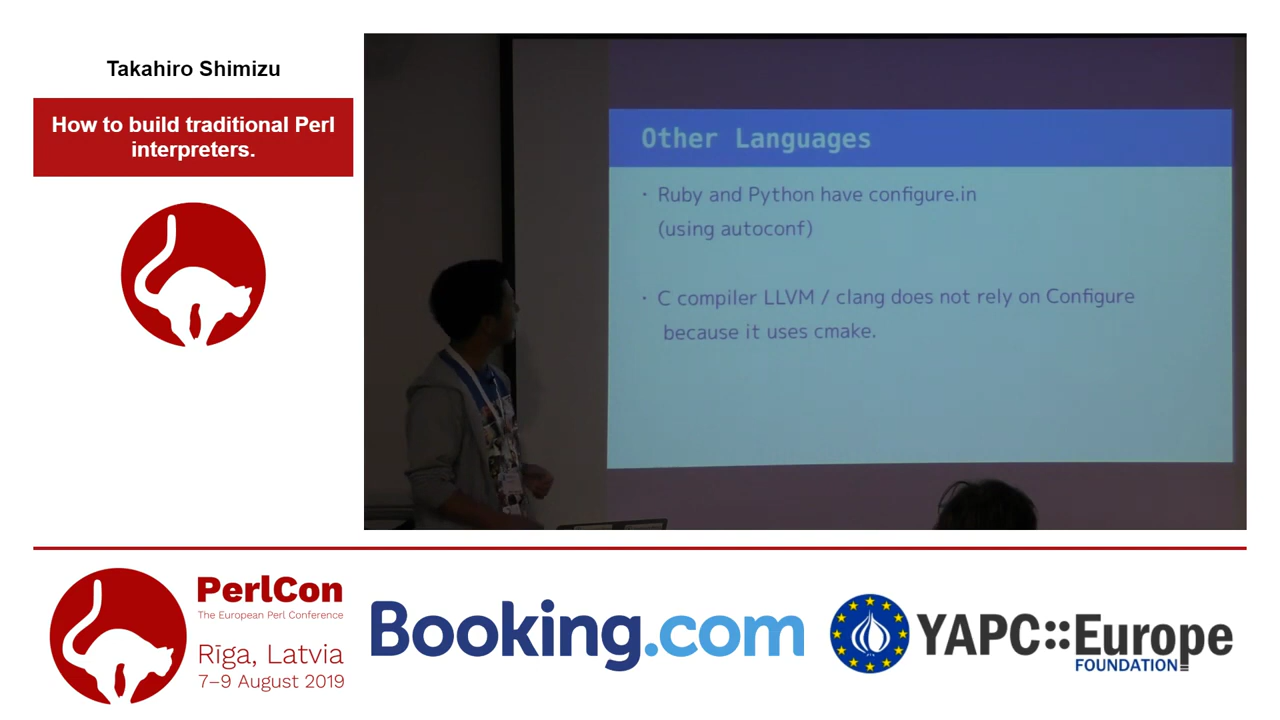 Takahiro Shimizu
How to build traditional Perl
interpreters.
Other Languages
・ Ruby and Python have configure.in
(using autoconf)
・ C compiler LLVM / clang does not rely on Configure
because it uses cmake.
PerlCon
The European Perl Conference
Rīga, Latvia
7–9 August 2019
Booking.com
YAPC::Europe
FOUNDATION